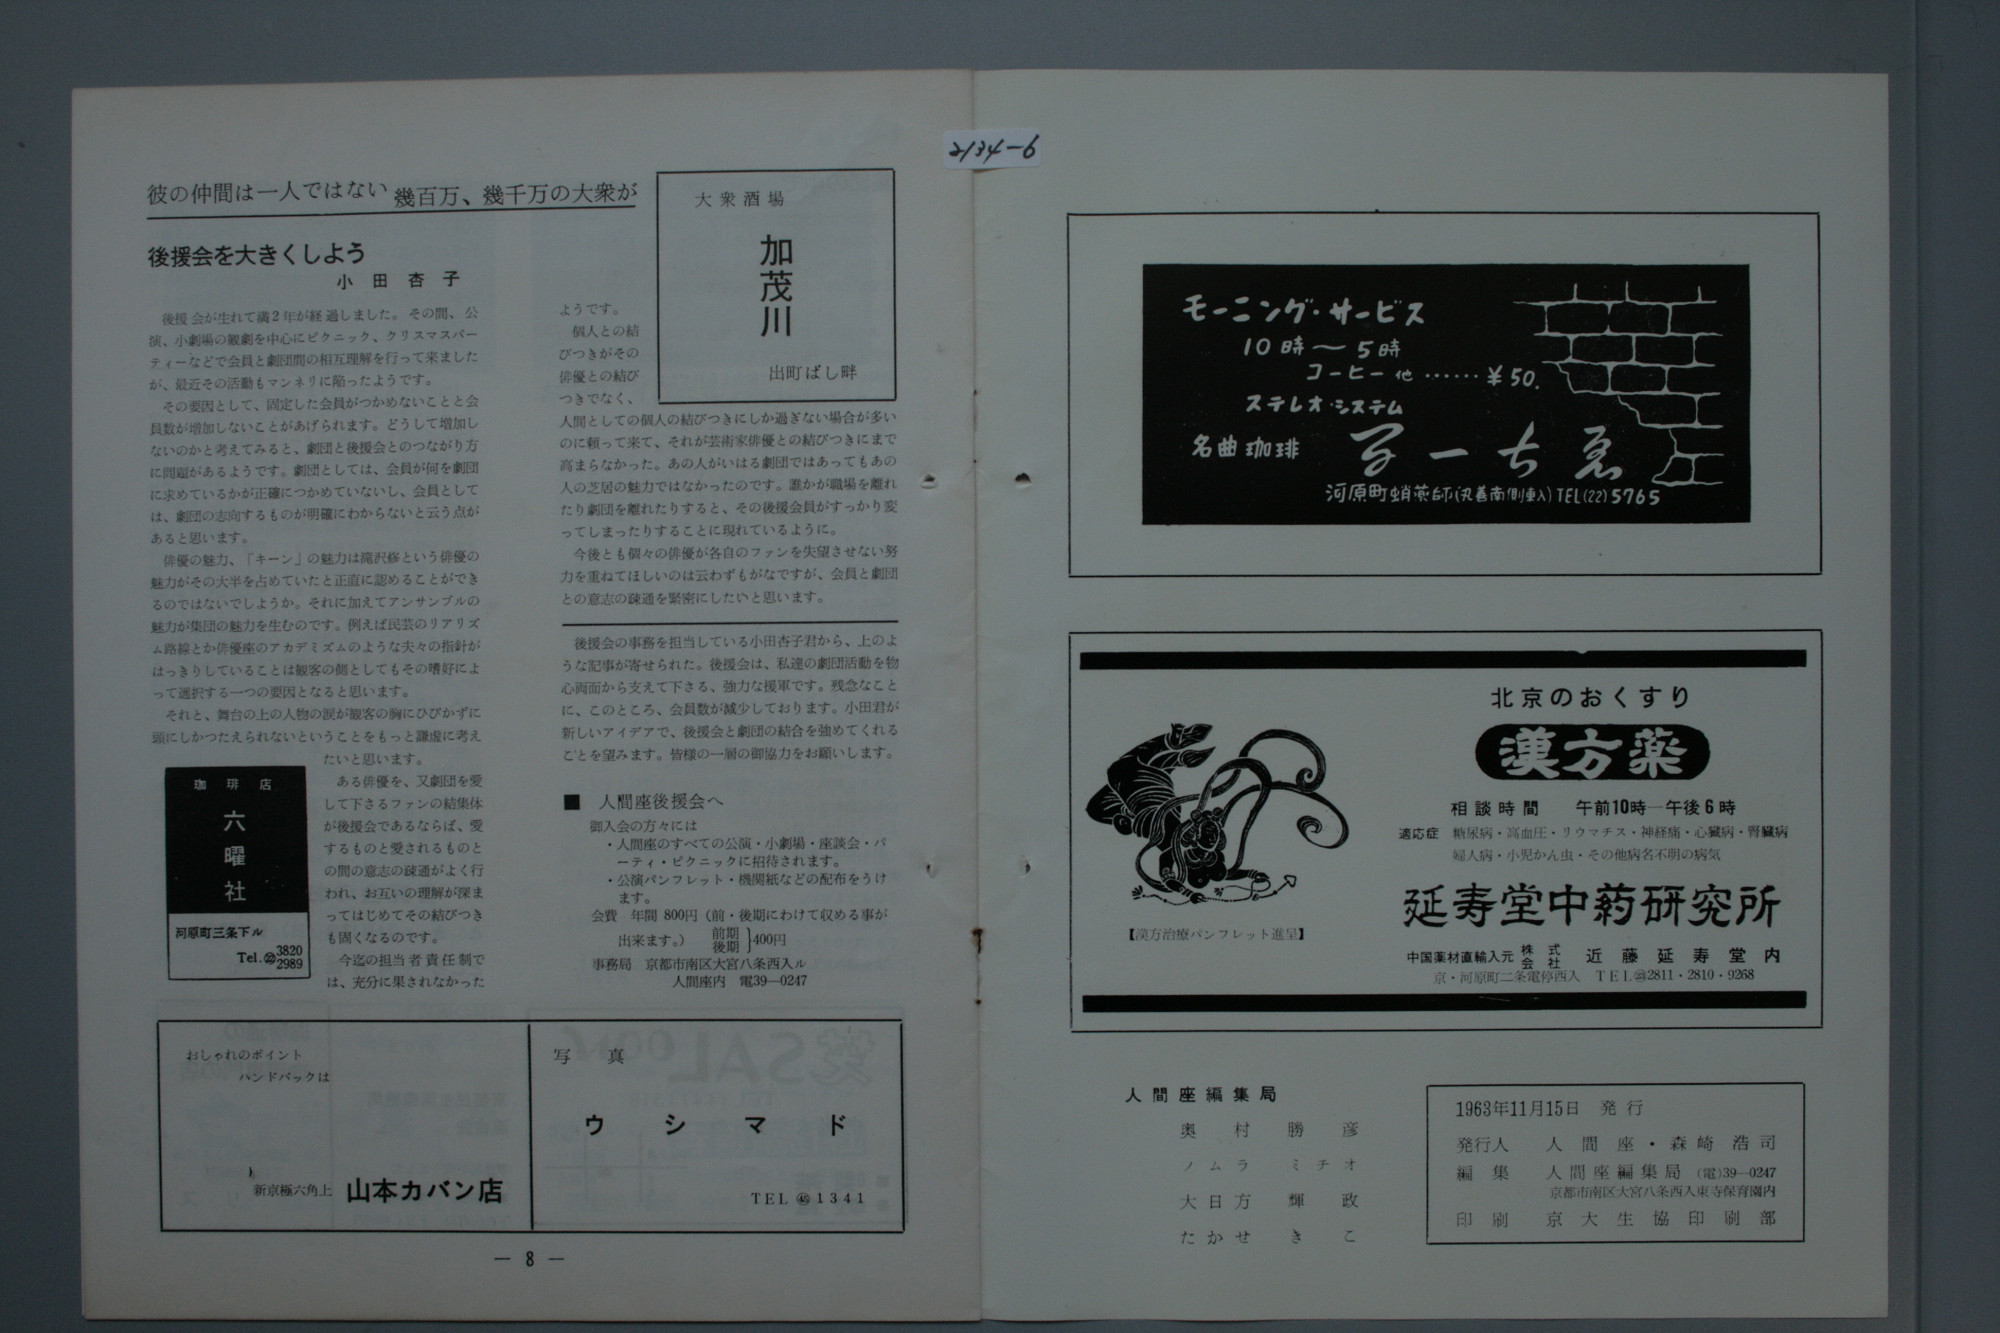 2134-6
彼の仲間は一人ではない 幾百万、幾千万の大衆が
後援会を大きくしよう
小田杏子
後援会が生れて満2年が経過しました。その間、公
演、小劇場の観劇を中心にピクニック、クリスマスパー
ティーなどで会員と劇団間の相互理解を行って来ました
が、最近その活動もマンネリに陥ったようです。
その要因として、固定した会員がつかめないことと会
員数が増加しないことがあげられます。どうして増加し
ないのかと考えてみると、劇団と後援会とのつながり方
に問題があるようです。劇団としては、会員が何を劇団
に求めているかが正確につかめていないし、会員として
は、劇団の志向するものが明確にわからないと云う点が
あると思います。
俳優の魅力、「キーン」の魅力は滝沢修という俳優の
魅力がその大半を占めていたと正直に認めることができ
るのではないでしょうか。それに加えてアンサンブルの
魅力が集団の魅力を生むのです。例えば民芸のリアリズ
ム路線とか俳優座のアカデミズムのような夫々の指針が
はっきりしていることは観客の側としてもその嗜好によ
って選択する一つの要因となると思います。
それと、舞台の上の人物の涙が観客の胸にひびかずに
頭にしかつたえられないということをもっと謙虚に考え
たいと思います。
ある俳優を、又劇団を愛
して下さるファンの結集体
が後援会であるならば、愛
するものと愛されるものと
の間の意志の疎通がよく行
われ、お互いの理解が深ま
ってはじめてその結びつき
も固くなるのです。
今迄の担当者責任制で
は、充分に果されなかった
珈琲店
六曜社
河原町三条下ル
Tel.㉒3820
2989
大衆酒場
加茂川
出町ばし畔
ようです。
個人との結
びつきがその
俳優との結び
つきでなく、
人間としての個人の結びつきにしか過ぎない場合が多い
のに頼って来て、それが芸術家俳優との結びつきにまで
高まらなかった。あの人がいはる劇団ではあってもあの
人の芝居の魅力ではなかったのです。誰かが職場を離れ
たり劇団を離れたりすると、その後援会員がすっかり変
ってしまったりすることに現れているように。
今後とも個々の俳優が各自のファンを失望させない努
力を重ねてほしいのは云わずもがなですが、会員と劇団
との意志の疎通を緊密にしたいと思います。
後援会の事務を担当している小田杏子君から、上のよ
うな記事が寄せられた。後援会は、私達の劇団活動を物
心両面から支えて下さる、強力な援軍です。残念なこと
に、このところ、会員数が減少しております。小田君が
新しいアイデアで、後援会と劇団の結合を強めてくれる
ことを望みます。皆様の一層の御協力をお願いします。
■ 人間座後援会へ
御入会の方々には
・人間座のすべての公演・小劇場・座談会・パ
ーティ・ピクニックに招待されます。
・公演パンフレット・機関紙などの配布をうけ
ます。
会費 年間 800円（前・後期にわけて収める事が
出来ます。） 前期 後期 }400円
事務局 京都市南区大宮八条西入ル
人間座内 電39―0247
おしゃれのポイント
ハンドバックは
新京極六角上 山本カバン店
写真
ウシマド
TEL ㊺1341
― 8 ―
モーニング・サービス
10時～5時
コーヒー他 ‥‥‥ ¥50.
ステレオ・システム
名曲珈琲
河原町蛸薬師(丸善南側東入) TEL(22)5765
北京のおくすり
漢方薬
相談時間 午前10時―午後6時
適応症 糖尿病・高血圧・リウマチス・神経痛・心臓病・腎臓病
婦人病・小児かん虫・その他病名不明の病気
延寿堂中葯研究所
【漢方治療パンフレット進呈】
中国薬材直輸入元 株式会社 近藤延寿堂内
京・河原町二条電停西入 TEL㉓2811・2810・9268
人間座編集局
奥村勝彦
ノムラミチオ
大日方輝政
たかせきこ
1963年11月15日 発行
発行人 人間座・森崎浩司
編集 人間座編集局 (電)39―0247
京都市南区大宮八条西入東寺保育園内
印刷 京大生協印刷部